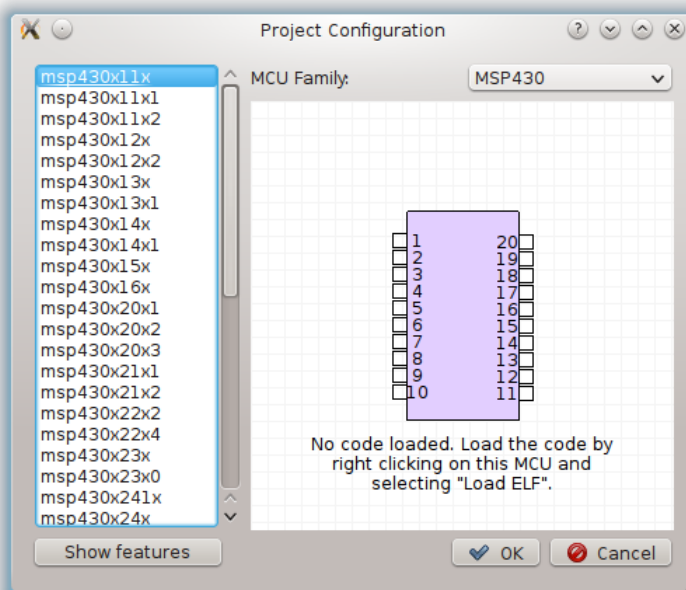 Project Configuration
msp430x11x
msp430x11x1
msp430x11x2
msp430x12x
msp430x12x2
msp430x13x
msp430x13x1
msp430x14x
msp430x14x1
msp430x15x
msp430x16x
msp430x20x1
msp430x20x2
msp430x20x3
msp430x21x1
msp430x21x2
msp430x22x2
msp430x22x4
msp430x23x
msp430x23x0
msp430x241x
msp430x24x
Show features
MCU Family:
MSP430
1 20
2 19
3 18
4 17
5 16
6 15
7 14
8 13
9 12
10 11
No code loaded. Load the code by
right clicking on this MCU and
selecting "Load ELF".
OK
Cancel